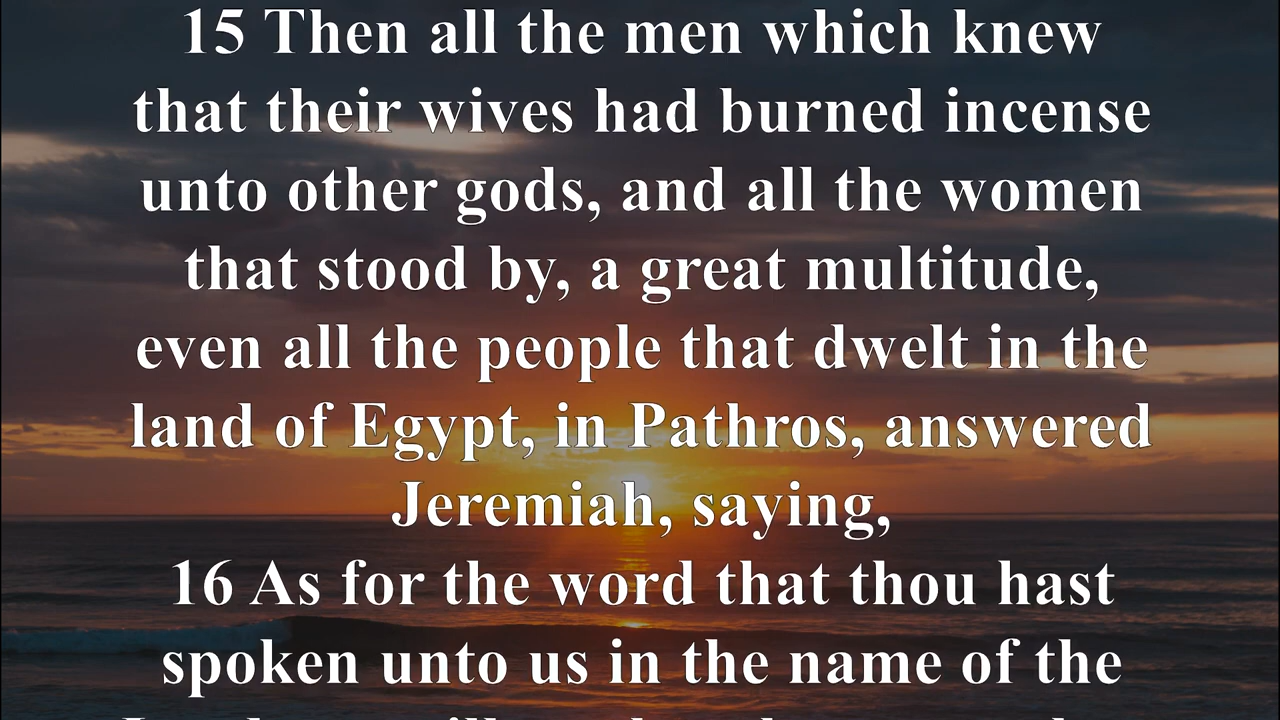 15 Then all the men which knew
that their wives had burned incense
unto other gods, and all the women
that stood by, a great multitude,
even all the people that dwelt in the
land of Egypt, in Pathros, answered
Jeremiah, saying,
16 As for the word that thou hast
spoken unto us in the name of the